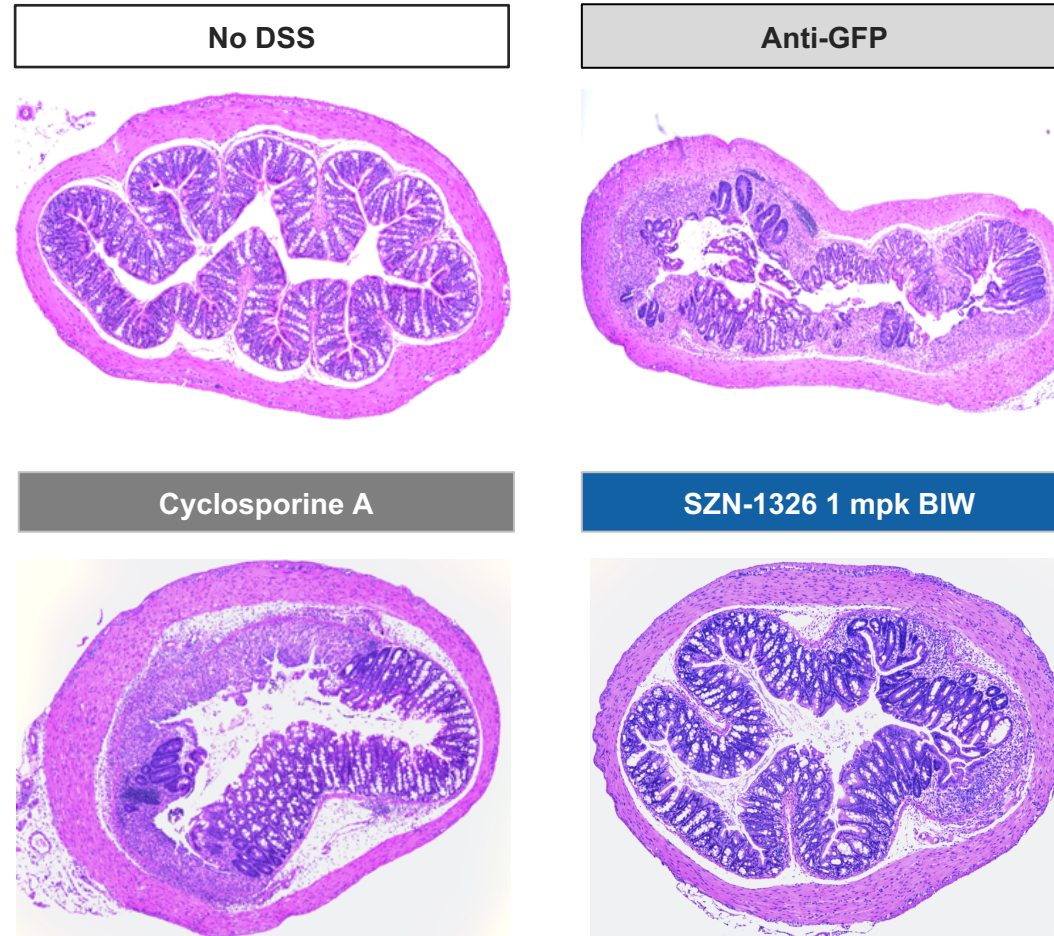 No DSS
Anti-GFP
Cyclosporine A
SZN-1326 1 mpk BIW